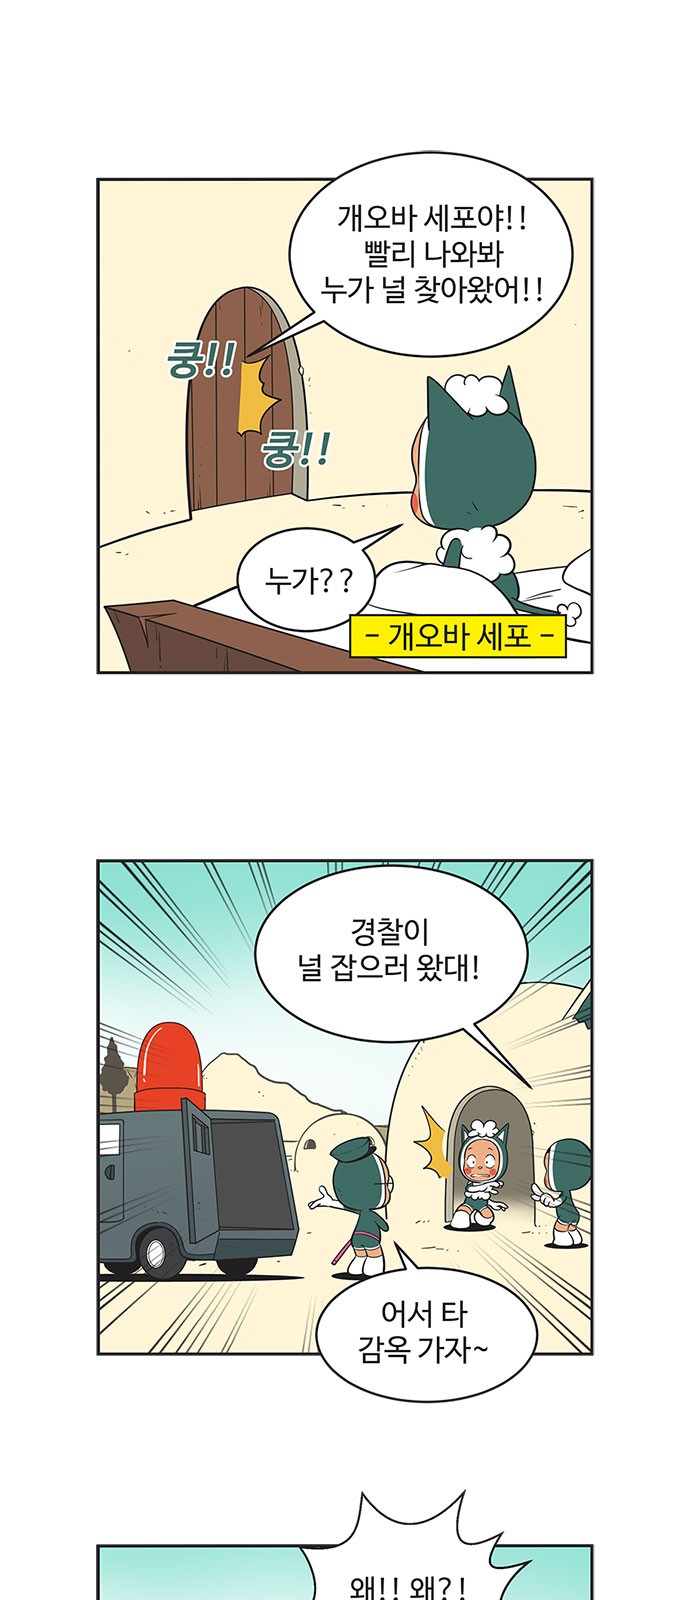 개오바 세포야!!
빨리 나와봐
누가 널 찾아왔어!!
쿵!!
쿵!!
누가??
- 개오바 세포 -
경찰이
널 잡으러 왔대!
어서 타
감옥 가자~
왜!! 왜?!